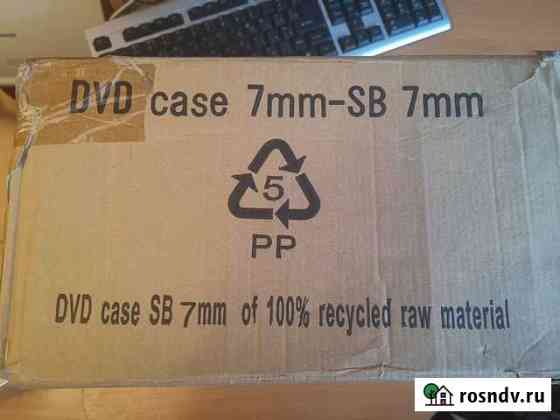 DVD case 7mm-SB 7mm
5
PP
DVD case SB 7mm of 100% recycled raw material
rosndv.ru